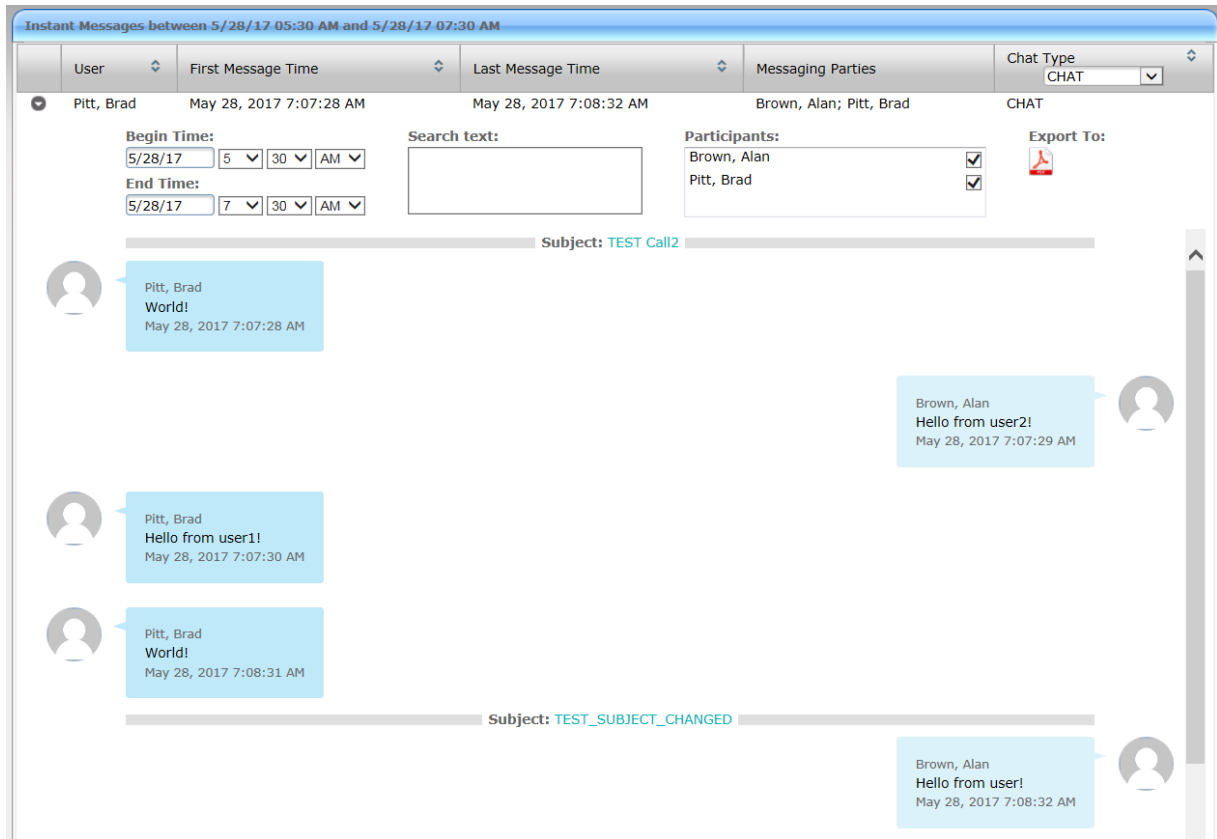 Instant Messages between 5/28/17 05:30 AM and 5/28/17 07:30 AM
User First Message Time Last Message Time Messaging Parties Chat Type
CHAT
Pitt, Brad May 28, 2017 7:07:28 AM May 28, 2017 7:08:32 AM Brown, Alan; Pitt, Brad CHAT
Begin Time: Search text: Participants: Export To:
5/28/17 5 30 AM Brown, Alan
End Time: Pitt, Brad
5/28/17 7 30 AM
Subject: TEST Call2
Pitt, Brad
World!
May 28, 2017 7:07:28 AM
Brown, Alan
Hello from user2!
May 28, 2017 7:07:29 AM
Pitt, Brad
Hello from user1!
May 28, 2017 7:07:30 AM
Pitt, Brad
World!
May 28, 2017 7:08:31 AM
Subject: TEST_SUBJECT_CHANGED
Brown, Alan
Hello from user!
May 28, 2017 7:08:32 AM